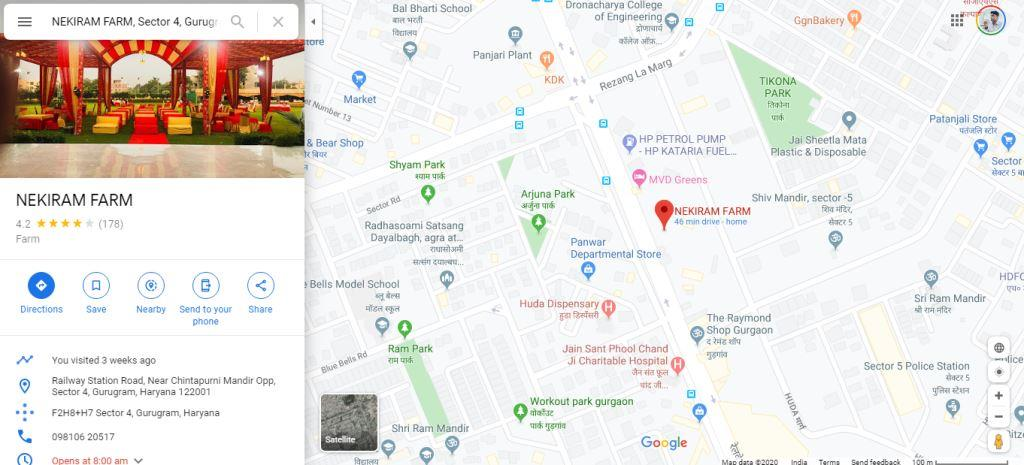 NEKIRAM FARM, Sector 4, Gurugr
NEKIRAM FARM
4.2
(178)
Farm
Directions
Save
Nearby
Send to your
phone
Share
You visited 3 weeks ago
Railway Station Road, Near Chintapurni Mandir Opp,
Sector 4, Gurugram, Haryana 122001
F2H8+H7 Sector 4, Gurugram, Haryana
098106 20517
Opens at 8:00 am
Bal Bharti School
बाल भारती
विद्यालय
Dronacharya College
of Engineering
द्रोणाचार्य
कॉलेज ऑफ़...
GgnBakery
Panjari Plant
KDK
Rezang La Marg
Market
TIKONA
PARK
तिकोना
पार्क
Patanjali Store
पतंजलि स्टोर
HP PETROL PUMP
- HP KATARIA FUEL...
Jai Sheetla Mata
Plastic & Disposable
& Bear Shop
Shyam Park
श्याम पार्क
MVD Greens
Sector
सेक्टर 5
Sector Rd
Arjuna Park
अर्जुना पार्क
Shiv Mandir, sector -5
शिव मंदिर,
सेक्टर 5
NEKIRAM FARM
46 min drive - home
Radhasoami Satsang
Dayalbagh, agra at...
राधासोअमी
सत्संग दयाल्बघ...
Panwar
Departmental Store
e Bells Model School
ब्लू बेल्स
मॉडल स्कूल
HDFC
Huda Dispensary
हुडा डिस्पेंसरी
Sri Ram Mandir
श्री राम मंदिर
The Raymond
Shop Gurgaon
द रेमंड शॉप
गुड़गांव
Ram Park
राम पार्क
Blue Bells Rd
Jain Sant Phool Chand
Ji Charitable Hospital
जैन संत फूल
चांद जी...
Sector 5 Police Station
सेक्टर 5
पुलिस स्टेशन
Workout park gurgaon
वोर्कोउट
पार्क गुड़गांव
HUDA मार्ग
Shri Ram Mandir
Satellite
Google
Map data ©2020
India
Terms
Send feedback
100 m